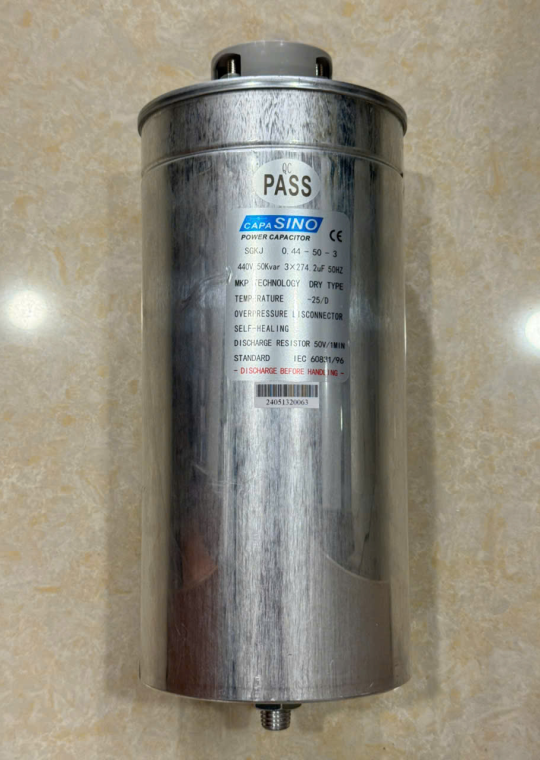 QC
PASS
CAPA SINO
POWER CAPACITOR CE
SGKJ 0.44 - 50 - 3
440V 50Kvar 3×274.2uF 50HZ
MKP TECHNOLOGY DRY TYPE
TEMPERATURE -25/D
OVERPRESSURE DISCONNECTOR
SELF-HEALING
DISCHARGE RESISTOR 50V/1MIN
STANDARD IEC 60831/96
- DISCHARGE BEFORE HANDLING -
24051320063